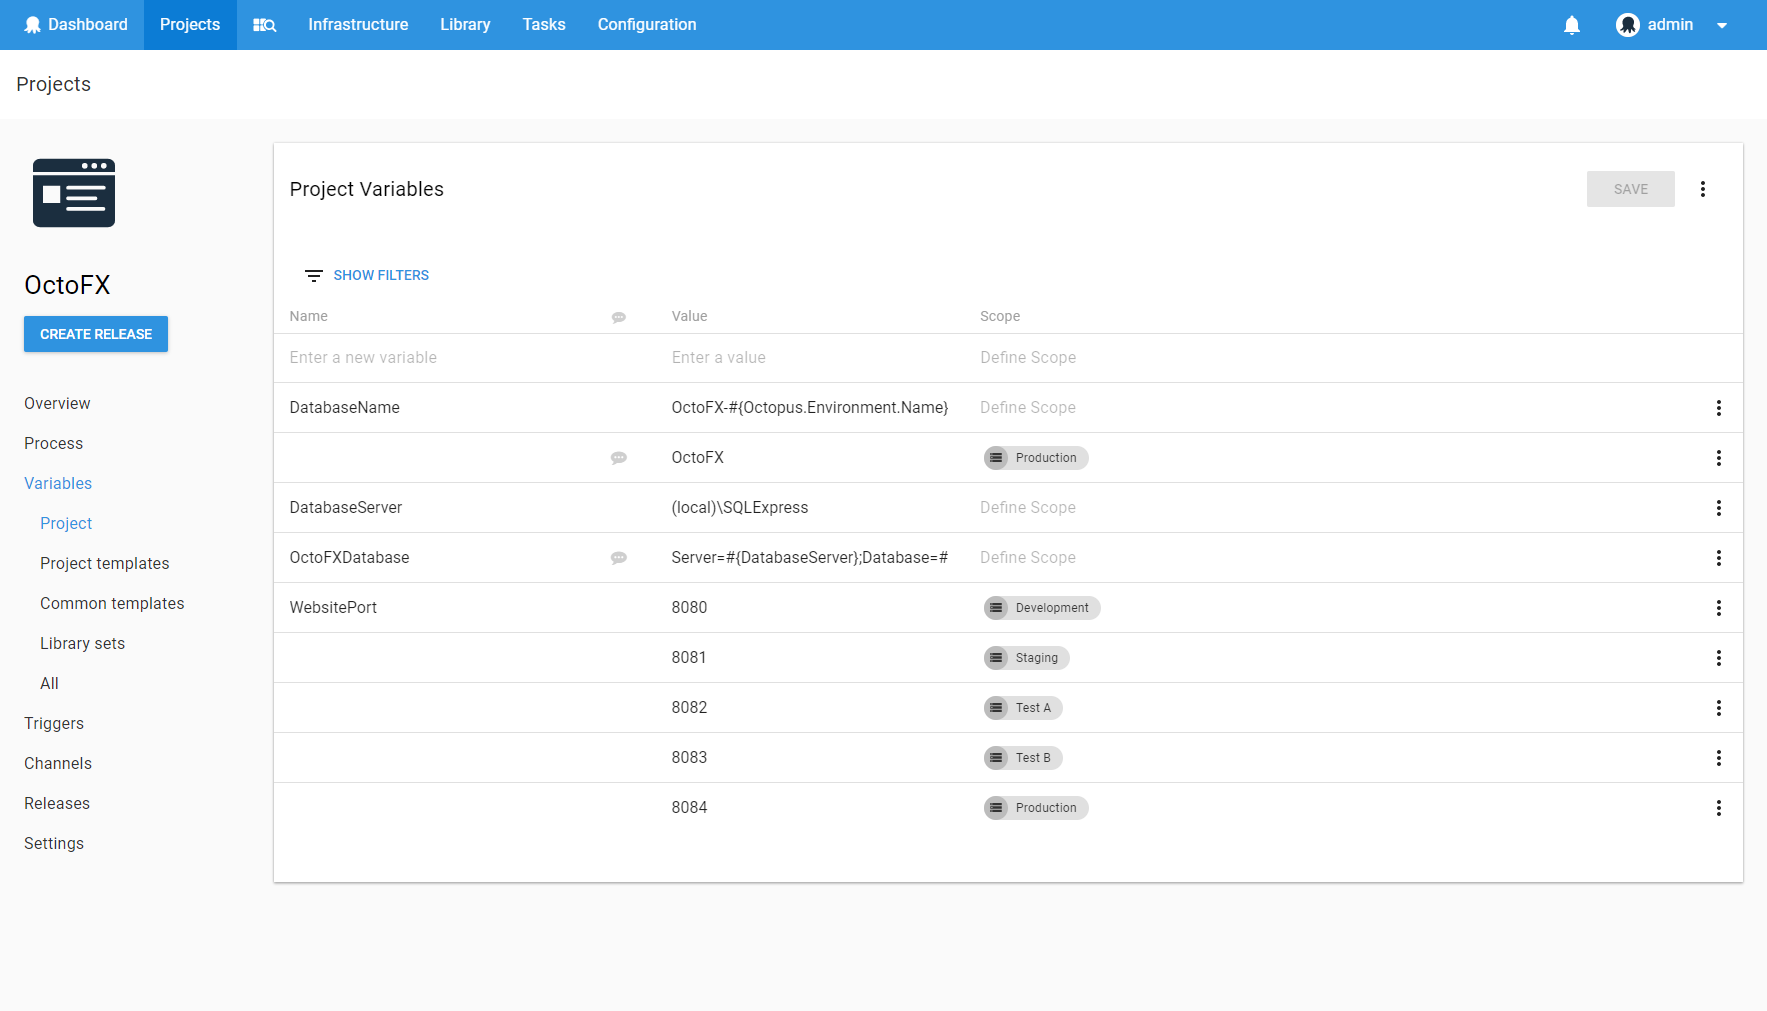 Dashboard Projects Infrastructure Library Tasks Configuration admin
Projects
OctoFX
CREATE RELEASE
Overview
Process
Variables
Project
Project templates
Common templates
Library sets
All
Triggers
Channels
Releases
Settings
Project Variables SAVE
SHOW FILTERS
Name Value Scope
Enter a new variable Enter a value Define Scope
DatabaseName OctoFX-#{Octopus.Environment.Name} Define Scope
OctoFX Production
DatabaseServer (local)\SQLExpress Define Scope
OctoFXDatabase Server=#{DatabaseServer};Database=# Define Scope
WebsitePort 8080 Development
8081 Staging
8082 Test A
8083 Test B
8084 Production